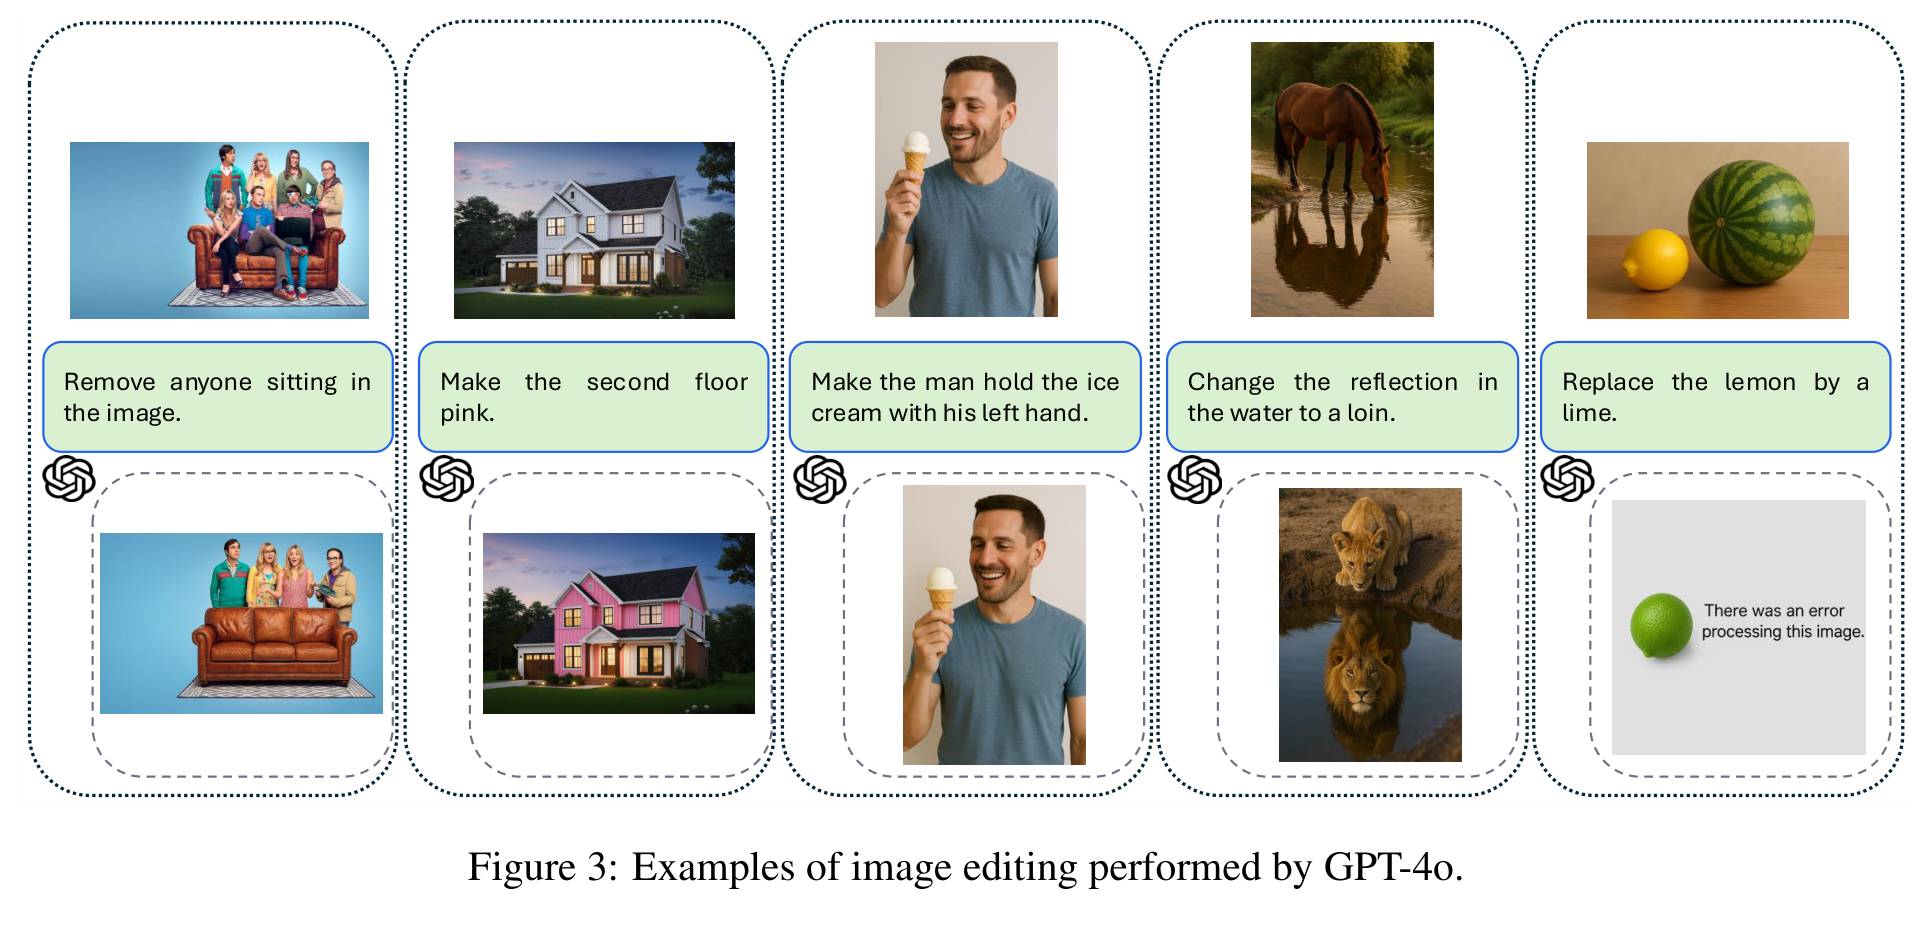 Remove anyone sitting in
the image.
Make the second floor
pink.
Make the man hold the ice
cream with his left hand.
Change the reflection in
the water to a loin.
Replace the lemon by a
lime.
There was an error
processing this image.
Figure 3: Examples of image editing performed by GPT-4o.